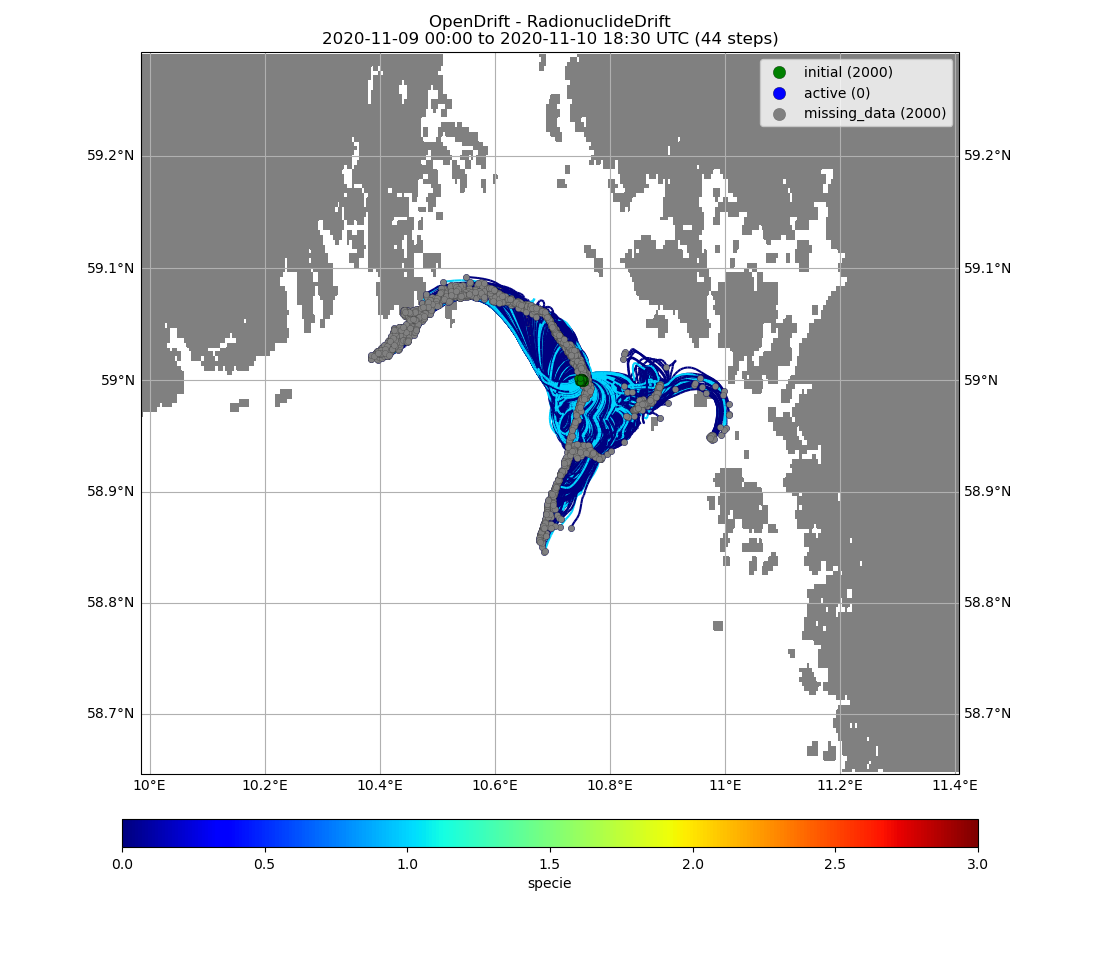 OpenDrift - RadionuclideDrift
2020-11-09 00:00 to 2020-11-10 18:30 UTC (44 steps)
initial (2000)
active (0)
missing_data (2000)
59.2°N 59.2°N
59.1°N 59.1°N
59°N 59°N
58.9°N 58.9°N
58.8°N 58.8°N
58.7°N 58.7°N
10°E 10.2°E 10.4°E 10.6°E 10.8°E 11°E 11.2°E 11.4°E
0.0 0.5 1.0 1.5 2.0 2.5 3.0
specie